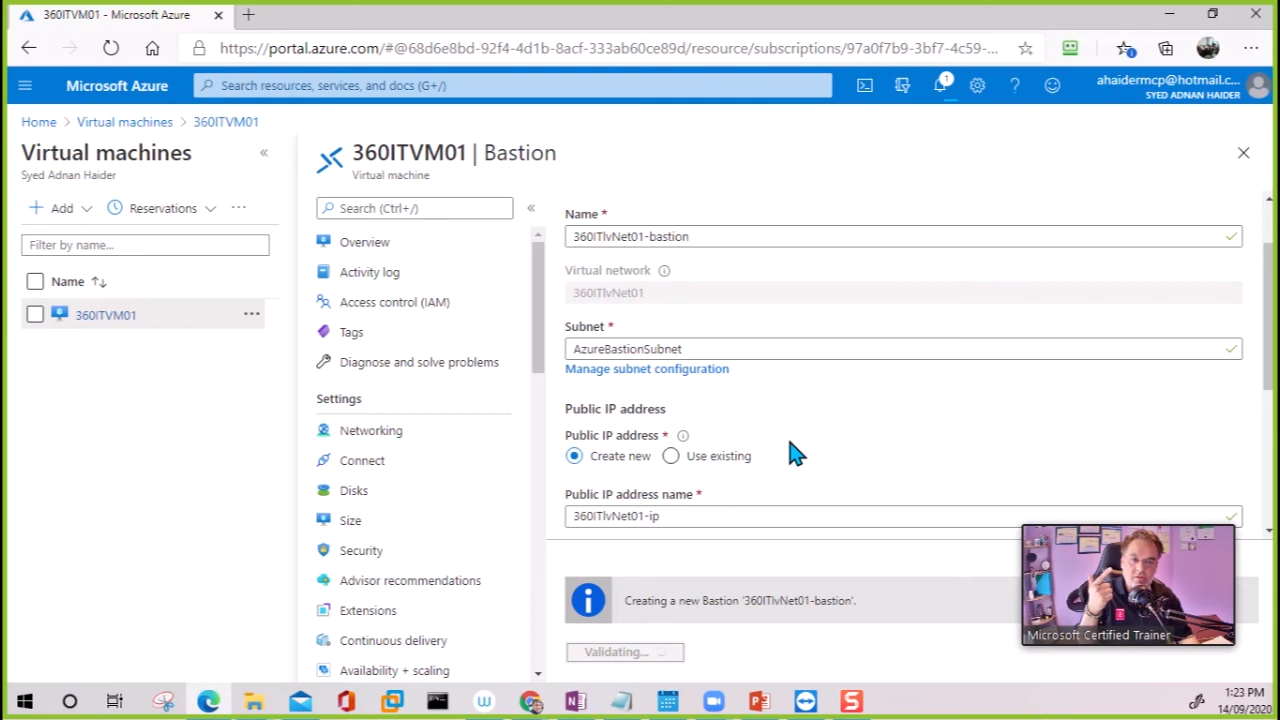 360ITVM01 - Microsoft Azure
https://portal.azure.com/#@68d6e8bd-92f4-4d1b-8acf-333ab60ce89d/resource/subscriptions/97a0f7b9-3bf7-4c59-...
Microsoft Azure
Search resources, services, and docs (G+/)
1
ahaidermcp@hotmail.c...
SYED ADNAN HAIDER
Home > Virtual machines > 360ITVM01
Virtual machines
Syed Adnan Haider
Add
Reservations
Filter by name...
Name
360ITVM01
360ITVM01 | Bastion
Virtual machine
Search (Ctrl+/)
Overview
Activity log
Access control (IAM)
Tags
Diagnose and solve problems
Settings
Networking
Connect
Disks
Size
Security
Advisor recommendations
Extensions
Continuous delivery
Availability + scaling
Name *
360ITlvNet01-bastion
Virtual network
360ITlvNet01
Subnet *
AzureBastionSubnet
Manage subnet configuration
Public IP address
Public IP address *
Create new
Use existing
Public IP address name *
360ITlvNet01-ip
Creating a new Bastion '360ITlvNet01-bastion'.
Validating...
Microsoft Certified Trainer
1:23 PM
14/09/2020